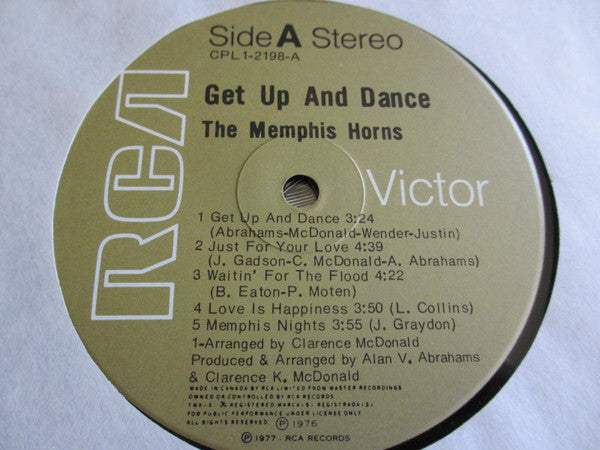 Side A Stereo
CPL1-2198-A
Get Up And Dance
The Memphis Horns
RCA Victor
1 Get Up And Dance 3:24
(Abrahams-McDonald-Wender-Justin)
2 Just For Your Love 4:39
(J. Gadson-C. McDonald-A. Abrahams)
3 Waitin' For The Flood 4:22
(B. Eaton-P. Moten)
4 Love Is Happiness 3:50 (L. Collins)
5 Memphis Nights 3:55 (J. Graydon)
1-Arranged by Clarence McDonald
Produced & Arranged by Alan V. Abrahams
& Clarence K. McDonald
MADE IN CANADA BY RCA LIMITED FROM MASTER RECORDINGS
OWNED OR CONTROLLED BY RCA RECORDS
REGISTERED MARCA(S) REGISTRADA(S)
FOR PUBLIC PERFORMANCE UNDER LICENSE ONLY
ALL RIGHTS RESERVED ℗ 1976
℗ 1977 - RCA RECORDS